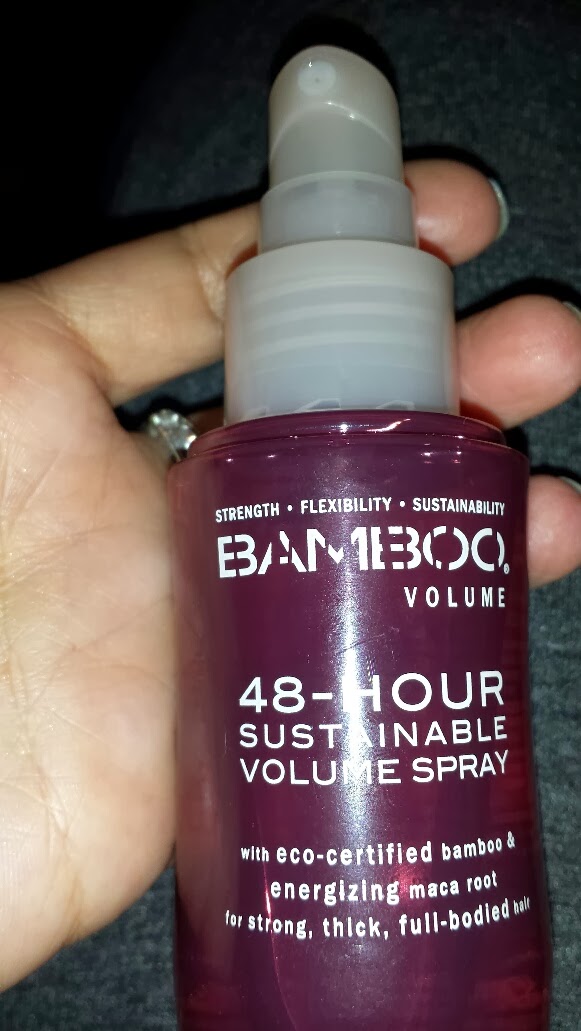 STRENGTH • FLEXIBILITY • SUSTAINABILITY
BAMBOO®
VOLUME
48-HOUR
SUSTAINABLE
VOLUME SPRAY
with eco-certified bamboo &
energizing maca root
for strong, thick, full-bodied hair